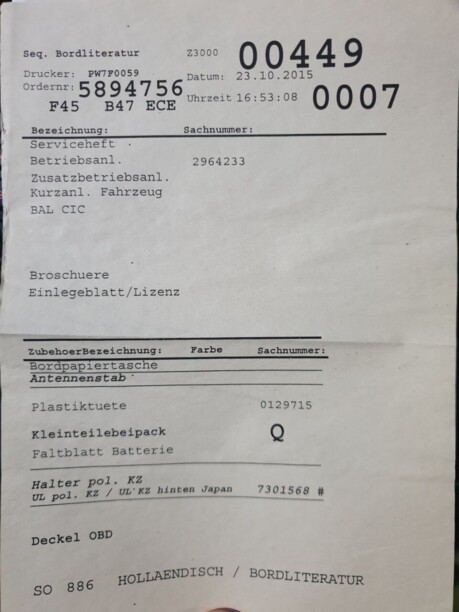 Seq. Bordliteratur Z3000 00449
Drucker: PW7F0059 Datum: 23.10.2015
Ordernr: 5894756 Uhrzeit 16:53:08 0007
F45 B47 ECE
Bezeichnung: Sachnummer:
Serviceheft
Betriebsanl. 2964233
Zusatzbetriebsanl.
Kurzanl. Fahrzeug
BAL CIC
Broschuere
Einlegeblatt/Lizenz
ZubehoerBezeichnung: Farbe Sachnummer:
Bordpapiertasche
Antennenstab
Plastiktuete 0129715
Kleinteilebeipack Q
Faltblatt Batterie
Halter pol. KZ
UL pol. KZ / UL'KZ hinten Japan 7301568 #
Deckel OBD
SO 886 HOLLAENDISCH / BORDLITERATUR